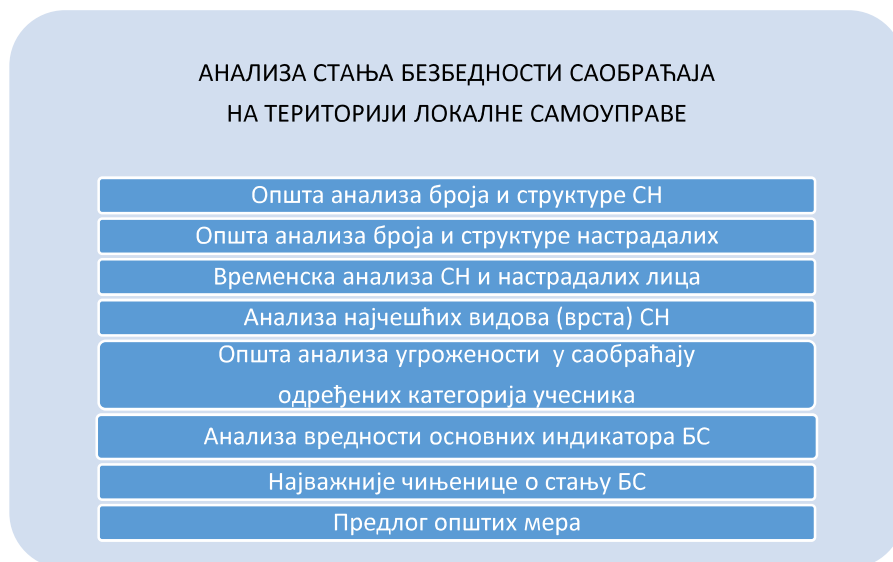 АНАЛИЗА СТАЊА БЕЗБЕДНОСТИ САОБРАЋАЈА
НА ТЕРИТОРИЈИ ЛОКАЛНЕ САМОУПРАВЕ
Општа анализа броја и структуре СН
Општа анализа броја и структуре настрадалих
Временска анализа СН и настрадалих лица
Анализа најчешћих видова (врста) СН
Општа анализа угрожености у саобраћају
одређених категорија учесника
Анализа вредности основних индикатора БС
Најважније чињенице о стању БС
Предлог општих мера